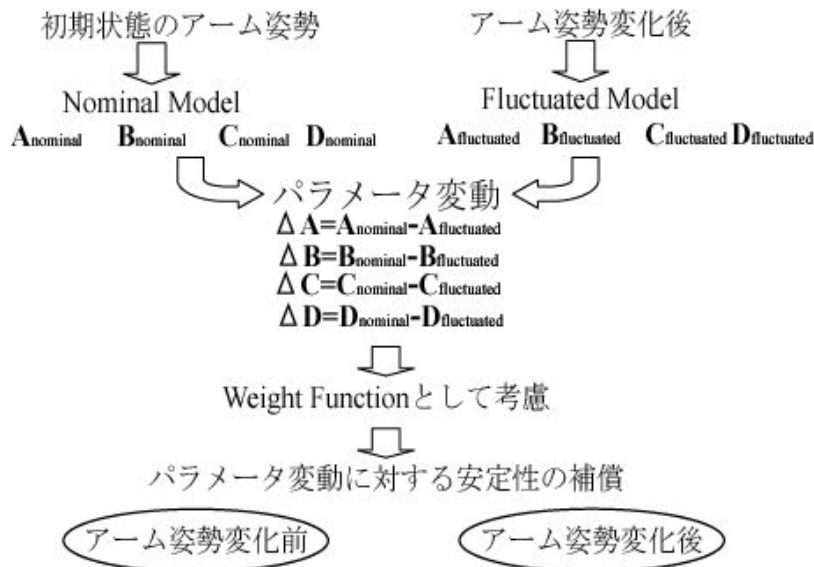 初期状態のアーム姿勢 アーム姿勢変化後
Nominal Model Fluctuated Model
Anominal Bnominal Cnominal Dnominal Afluctuated Bfluctuated Cfluctuated Dfluctuated
パラメータ変動
Δ A=Anominal-Afluctuated
Δ B=Bnominal-Bfluctuated
Δ C=Cnominal-Cfluctuated
Δ D=Dnominal-Dfluctuated
Weight Functionとして考慮
パラメータ変動に対する安定性の補償
アーム姿勢変化前 アーム姿勢変化後